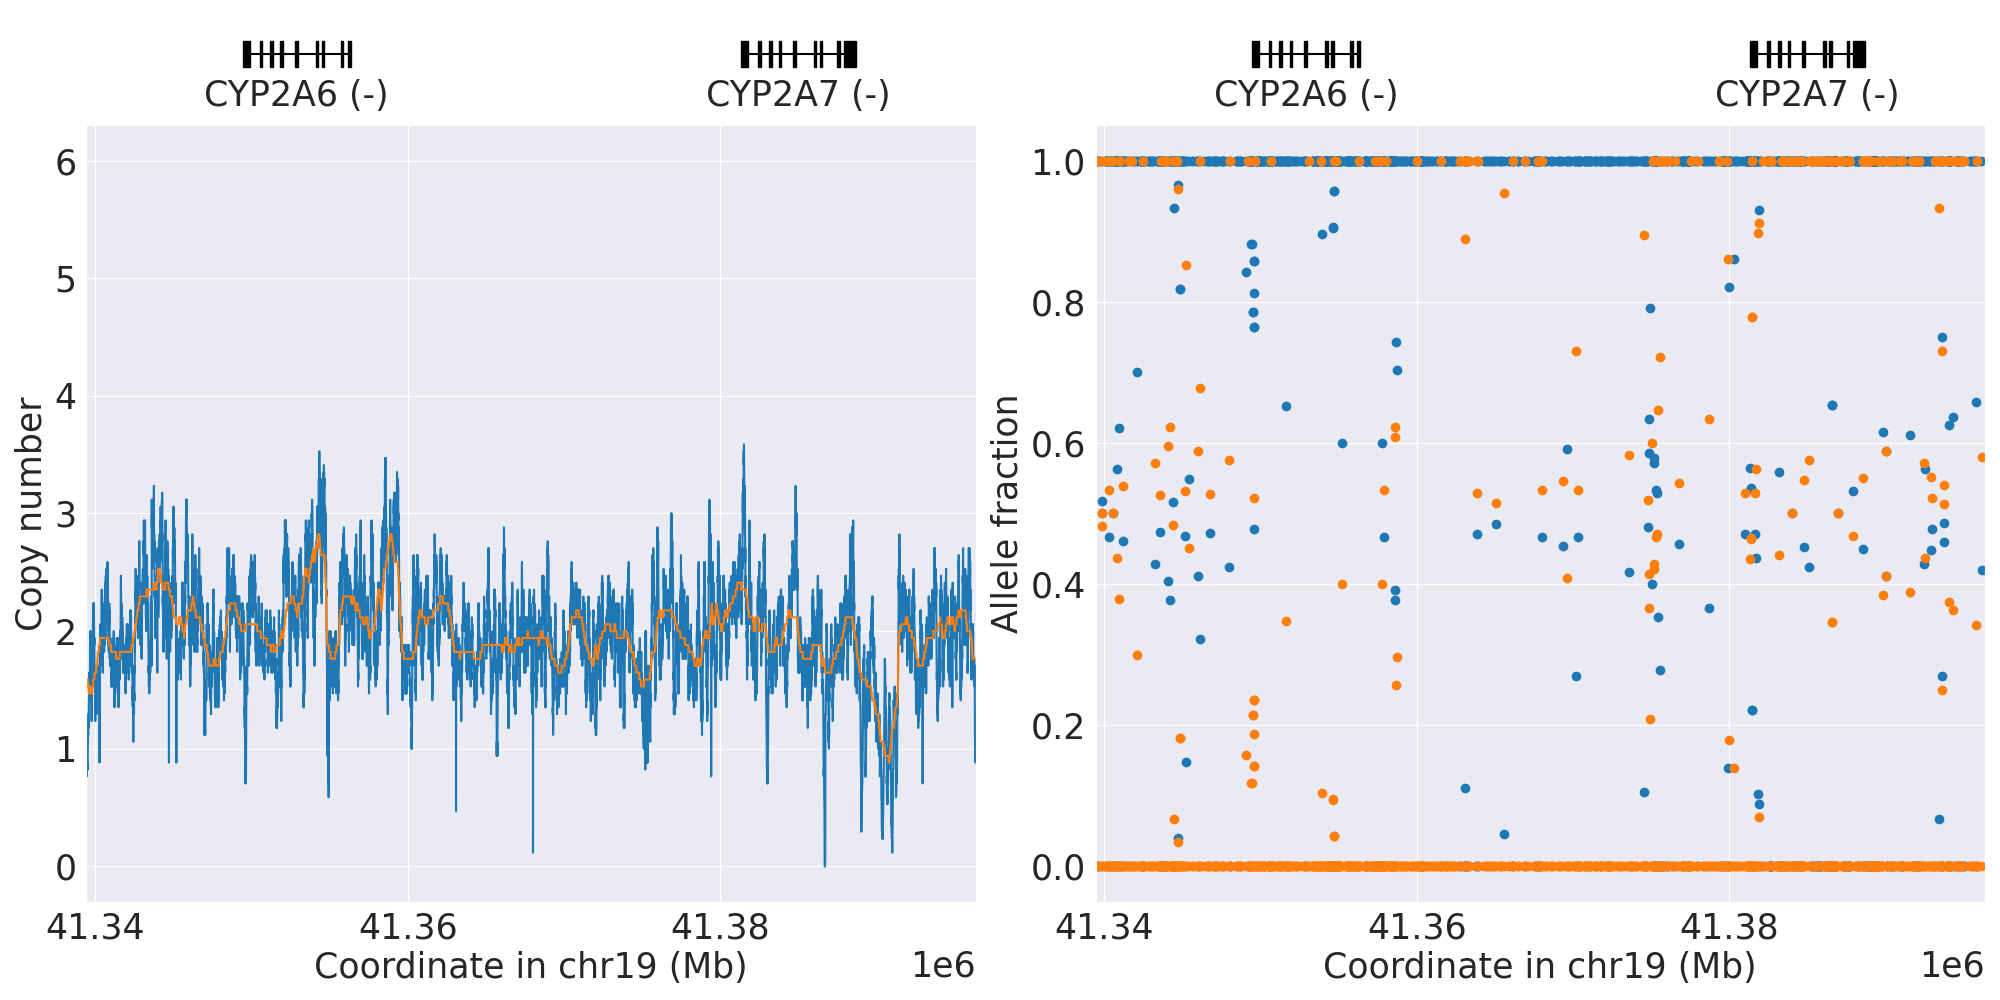 CYP2A6 (-) CYP2A7 (-)
CYP2A6 (-) CYP2A7 (-)
Copy number
6
5
4
3
2
1
0
41.34 41.36 41.38
Coordinate in chr19 (Mb) 1e6
Allele fraction
1.0
0.8
0.6
0.4
0.2
0.0
41.34 41.36 41.38
Coordinate in chr19 (Mb) 1e6